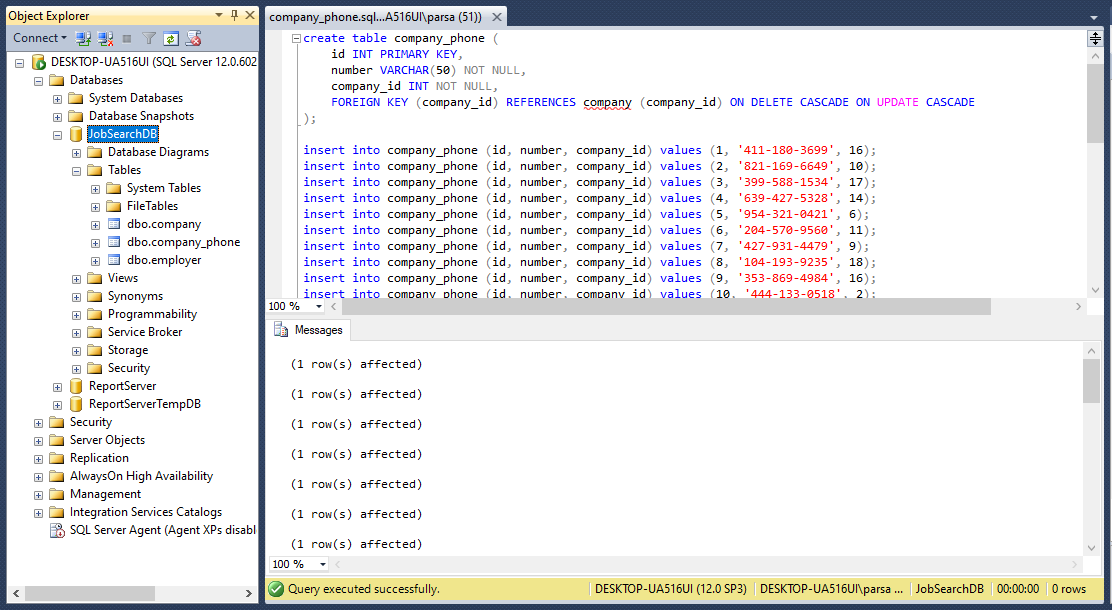 Object Explorer
Connect
DESKTOP-UA516UI (SQL Server 12.0.602
Databases
System Databases
Database Snapshots
JobSearchDB
Database Diagrams
Tables
System Tables
FileTables
dbo.company
dbo.company_phone
dbo.employer
Views
Synonyms
Programmability
Service Broker
Storage
Security
ReportServer
ReportServerTempDB
Security
Server Objects
Replication
AlwaysOn High Availability
Management
Integration Services Catalogs
SQL Server Agent (Agent XPs disabl
company_phone.sql...A516UI\parsa (51))
create table company_phone (
id INT PRIMARY KEY,
number VARCHAR(50) NOT NULL,
company_id INT NOT NULL,
FOREIGN KEY (company_id) REFERENCES company (company_id) ON DELETE CASCADE ON UPDATE CASCADE
);
insert into company_phone (id, number, company_id) values (1, '411-180-3699', 16);
insert into company_phone (id, number, company_id) values (2, '821-169-6649', 10);
insert into company_phone (id, number, company_id) values (3, '399-588-1534', 17);
insert into company_phone (id, number, company_id) values (4, '639-427-5328', 14);
insert into company_phone (id, number, company_id) values (5, '954-321-0421', 6);
insert into company_phone (id, number, company_id) values (6, '204-570-9560', 11);
insert into company_phone (id, number, company_id) values (7, '427-931-4479', 9);
insert into company_phone (id, number, company_id) values (8, '104-193-9235', 18);
insert into company_phone (id, number, company_id) values (9, '353-869-4984', 16);
insert into company_phone (id, number, company_id) values (10, '444-133-0518', 2);
100 %
Messages
(1 row(s) affected)
(1 row(s) affected)
(1 row(s) affected)
(1 row(s) affected)
(1 row(s) affected)
(1 row(s) affected)
(1 row(s) affected)
100 %
Query executed successfully.
DESKTOP-UA516UI (12.0 SP3)
DESKTOP-UA516UI\parsa ...
JobSearchDB
00:00:00
0 rows